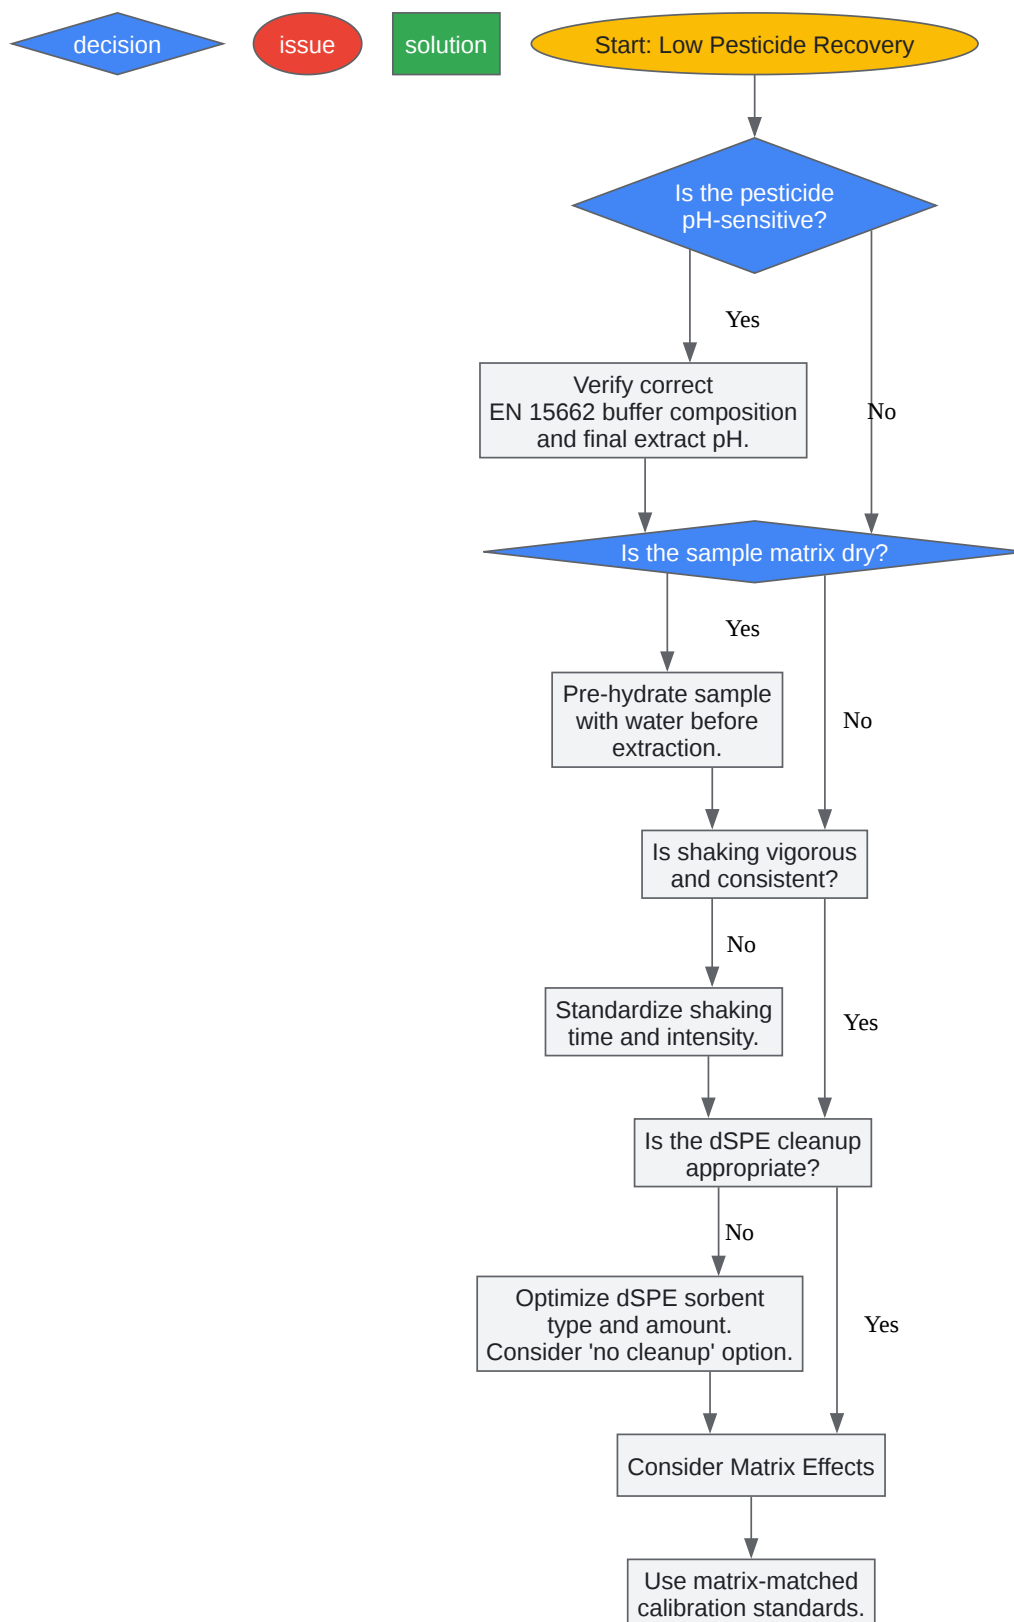 decision
issue
solution
Start: Low Pesticide Recovery
Is the pesticide
pH-sensitive?
Yes
Verify correct
EN 15662 buffer composition
and final extract pH.
No
Is the sample matrix dry?
Yes
Pre-hydrate sample
with water before
extraction.
No
Is shaking vigorous
and consistent?
No
Standardize shaking
time and intensity.
Yes
Is the dSPE cleanup
appropriate?
No
Optimize dSPE sorbent
type and amount.
Consider 'no cleanup' option.
Yes
Consider Matrix Effects
Use matrix-matched
calibration standards.